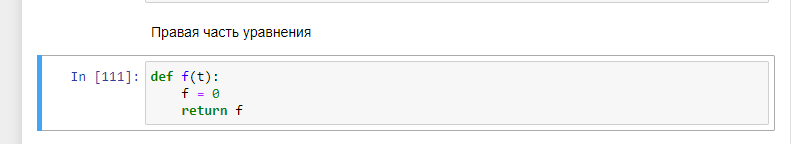 Правая часть уравнения
In [111]: def f(t):
    f = 0
    return f